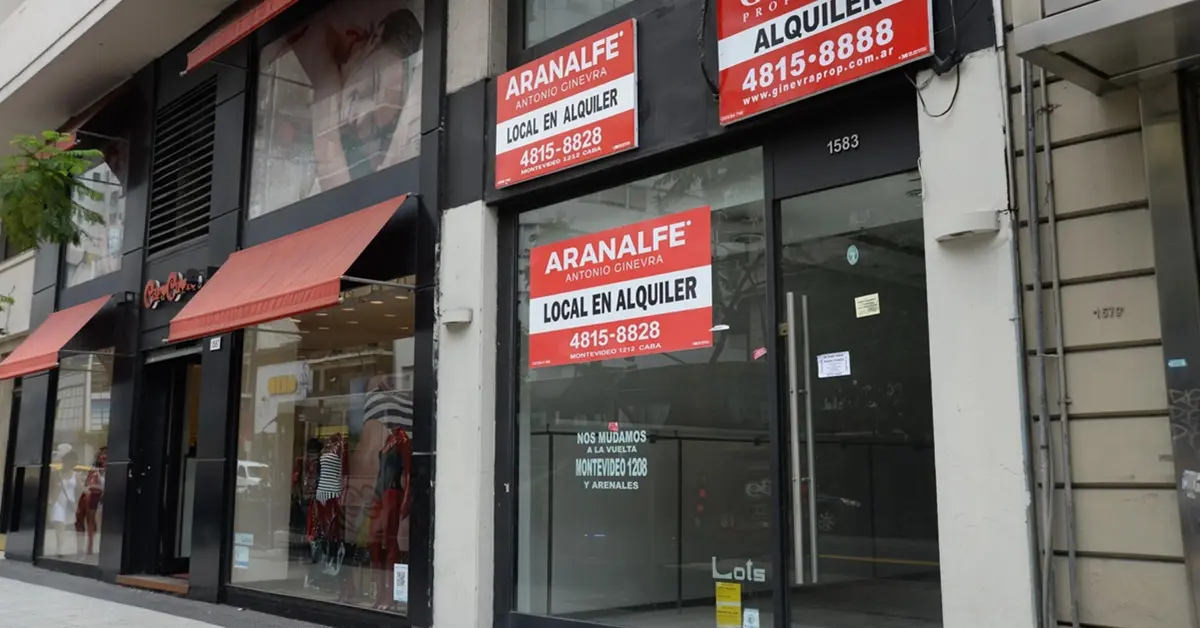 ARANALFE
ANTONIO GINEVRA
LOCAL EN ALQUILER
4815-8828
MONTEVIDEO 1212 CABA
PROP
ALQUILER
4815•8888
www.ginevraprop.com.ar
1583
ARANALFE
ANTONIO GINEVRA
LOCAL EN ALQUILER
4815-8828
MONTEVIDEO 1212 CABA
NOS MUDAMOS
A LA VUELTA
MONTEVIDEO 1208
Y ARENALES
Lots